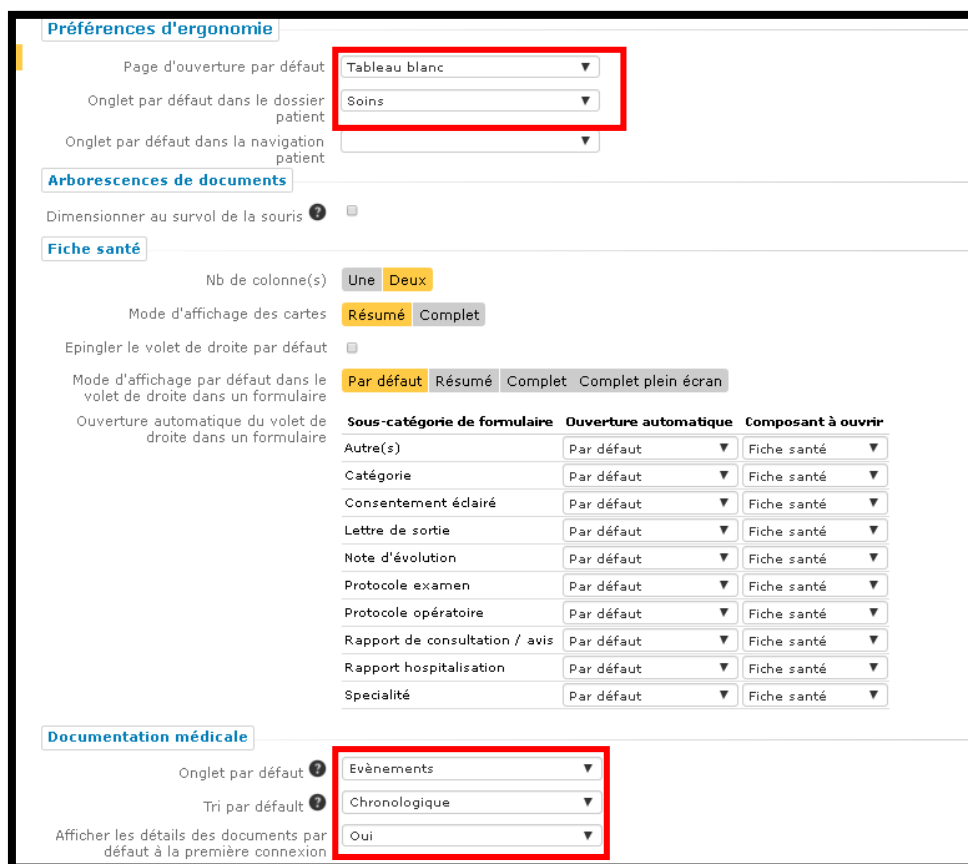 Préférences d'ergonomie
Page d'ouverture par défaut Tableau blanc
Onglet par défaut dans le dossier patient Soins
Onglet par défaut dans la navigation patient
Arborescences de documents
Dimensionner au survol de la souris ?
Fiche santé
Nb de colonne(s) Une Deux
Mode d'affichage des cartes Résumé Complet
Epingler le volet de droite par défaut
Mode d'affichage par défaut dans le volet de droite dans un formulaire Par défaut Résumé Complet Complet plein écran
Ouverture automatique du volet de droite dans un formulaire
Sous-catégorie de formulaire Ouverture automatique Composant à ouvrir
Autre(s) Par défaut Fiche santé
Catégorie Par défaut Fiche santé
Consentement éclairé Par défaut Fiche santé
Lettre de sortie Par défaut Fiche santé
Note d'évolution Par défaut Fiche santé
Protocole examen Par défaut Fiche santé
Protocole opératoire Par défaut Fiche santé
Rapport de consultation / avis Par défaut Fiche santé
Rapport hospitalisation Par défaut Fiche santé
Specialité Par défaut Fiche santé
Documentation médicale
Onglet par défaut ? Evènements
Tri par défault ? Chronologique
Afficher les détails des documents par défaut à la première connexion Oui